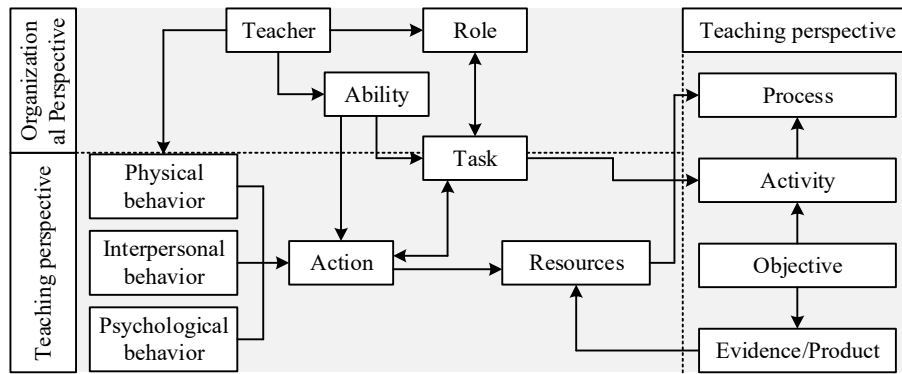 Organization
al Perspective
Teacher
Role
Teaching perspective
Ability
Process
Teaching perspective
Physical
behavior
Task
Activity
Interpersonal
behavior
Action
Resources
Objective
Psychological
behavior
Evidence/Product